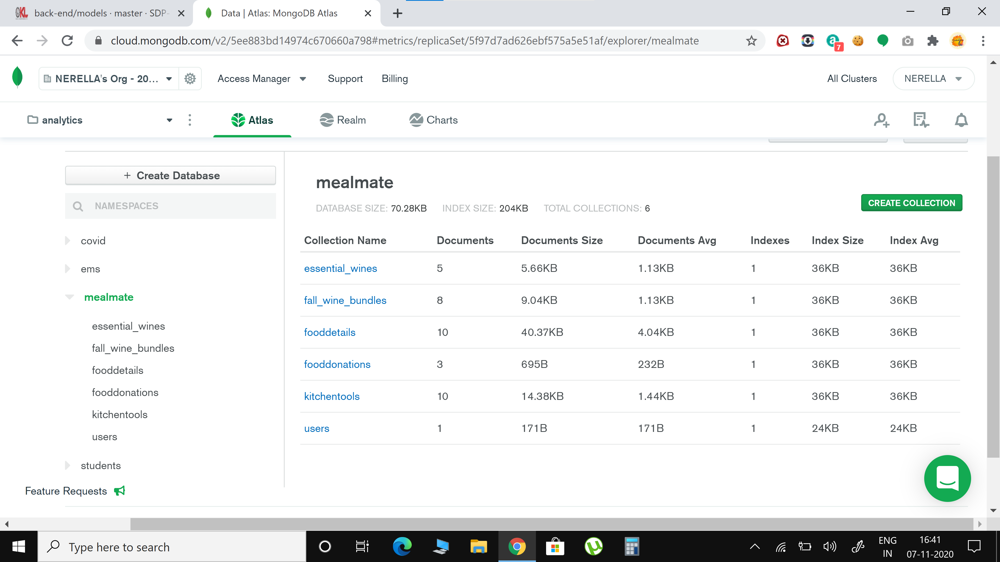 back-end/models · master · SDP-
Data | Atlas: MongoDB Atlas
cloud.mongodb.com/v2/5ee883bd14974c670660a798#metrics/replicaSet/5f97d7ad626ebf575a5e51af/explorer/mealmate
7
NERELLA's Org - 20...
Access Manager
Support
Billing
All Clusters
NERELLA
analytics
Atlas
Realm
Charts
+ Create Database
NAMESPACES
covid
ems
mealmate
essential_wines
fall_wine_bundles
fooddetails
fooddonations
kitchentools
users
students
Feature Requests
mealmate
DATABASE SIZE: 70.28KB INDEX SIZE: 204KB TOTAL COLLECTIONS: 6
CREATE COLLECTION
Collection Name Documents Documents Size Documents Avg Indexes Index Size Index Avg
essential_wines 5 5.66KB 1.13KB 1 36KB 36KB
fall_wine_bundles 8 9.04KB 1.13KB 1 36KB 36KB
fooddetails 10 40.37KB 4.04KB 1 36KB 36KB
fooddonations 3 695B 232B 1 36KB 36KB
kitchentools 10 14.38KB 1.44KB 1 36KB 36KB
users 1 171B 171B 1 24KB 24KB
Type here to search
ENG
IN
16:41
07-11-2020